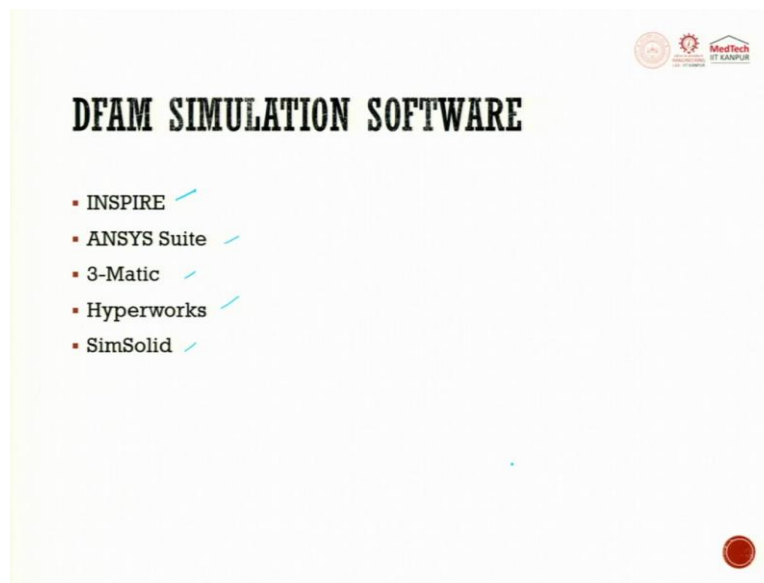 MedTech
IIT KANPUR
DFAM SIMULATION SOFTWARE
▪ INSPIRE
▪ ANSYS Suite
▪ 3-Matic
▪ Hyperworks
▪ SimSolid